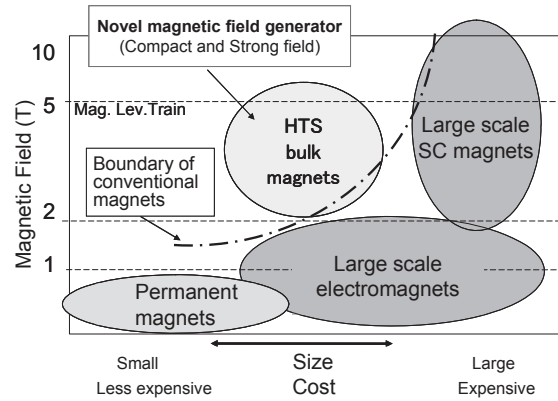 Novel magnetic field generator
(Compact and Strong field)
10
5
2
1
Magnetic Field (T)
Mag. Lev.Train
HTS
bulk
magnets
Large scale
SC magnets
Boundary of
conventional
magnets
Large scale
electromagnets
Permanent
magnets
Small
Less expensive
Size
Cost
Large
Expensive